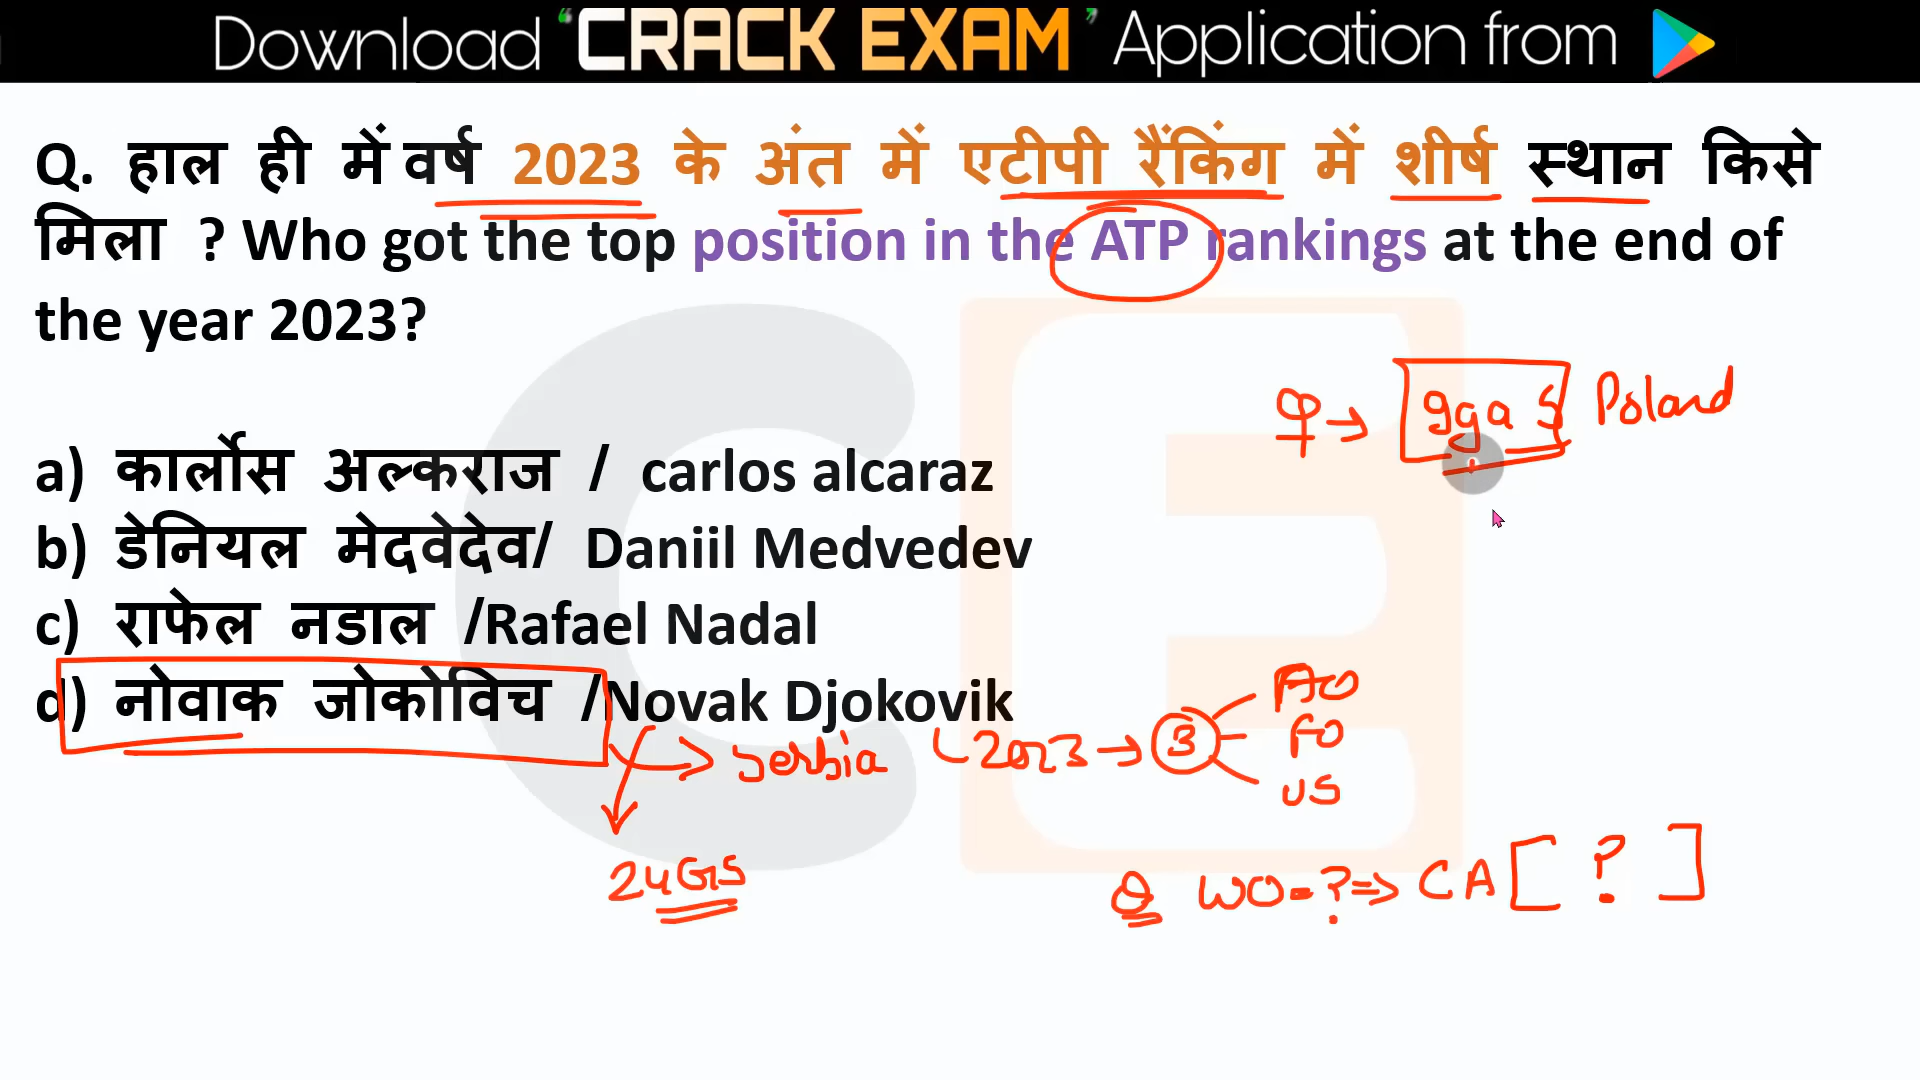 Download "CRACK EXAM" Application from
Q. हाल ही में वर्ष 2023 के अंत में एटीपी रैंकिंग में शीर्ष स्थान किसे
मिला ? Who got the top position in the ATP rankings at the end of
the year 2023?
♀ → Iga S Poland
a) कार्लोस अल्कराज / carlos alcaraz
b) डेनियल मेदवेदेव/ Daniil Medvedev
c) राफेल नडाल /Rafael Nadal
d) नोवाक जोकोविच /Novak Djokovik
→ Serbia
2023 → 3
AO
FO
US
24 GS
Q WO = ? ⇒ CA [ ? ]
CE